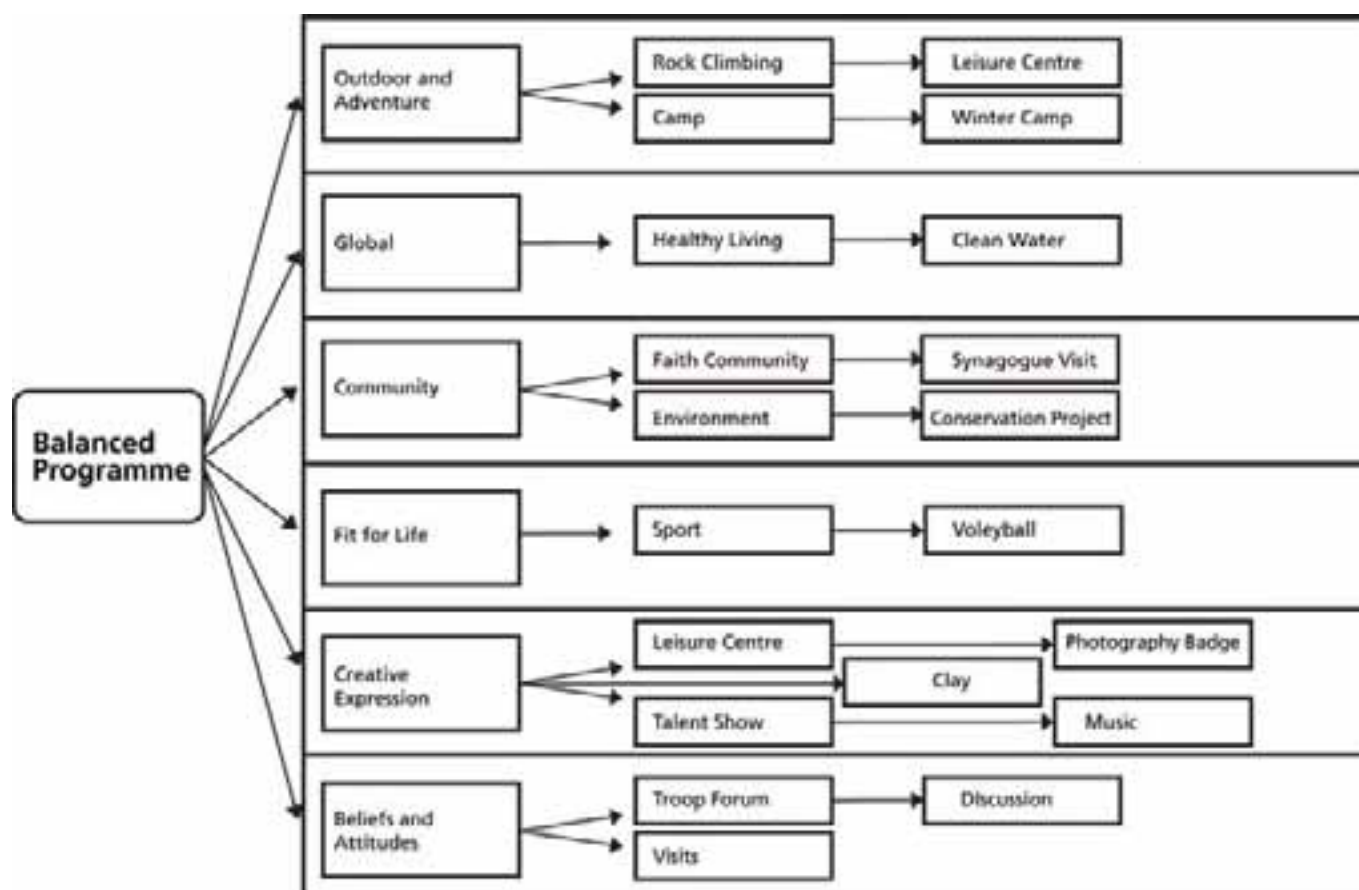 Balanced
Programme
Outdoor and
Adventure
Rock Climbing
Leisure Centre
Camp
Winter Camp
Global
Healthy Living
Clean Water
Community
Faith Community
Synagogue Visit
Environment
Conservation Project
Fit for Life
Sport
Voleyball
Creative
Expression
Leisure Centre
Photography Badge
Clay
Talent Show
Music
Beliefs and
Attitudes
Troop Forum
DIscussion
Visits